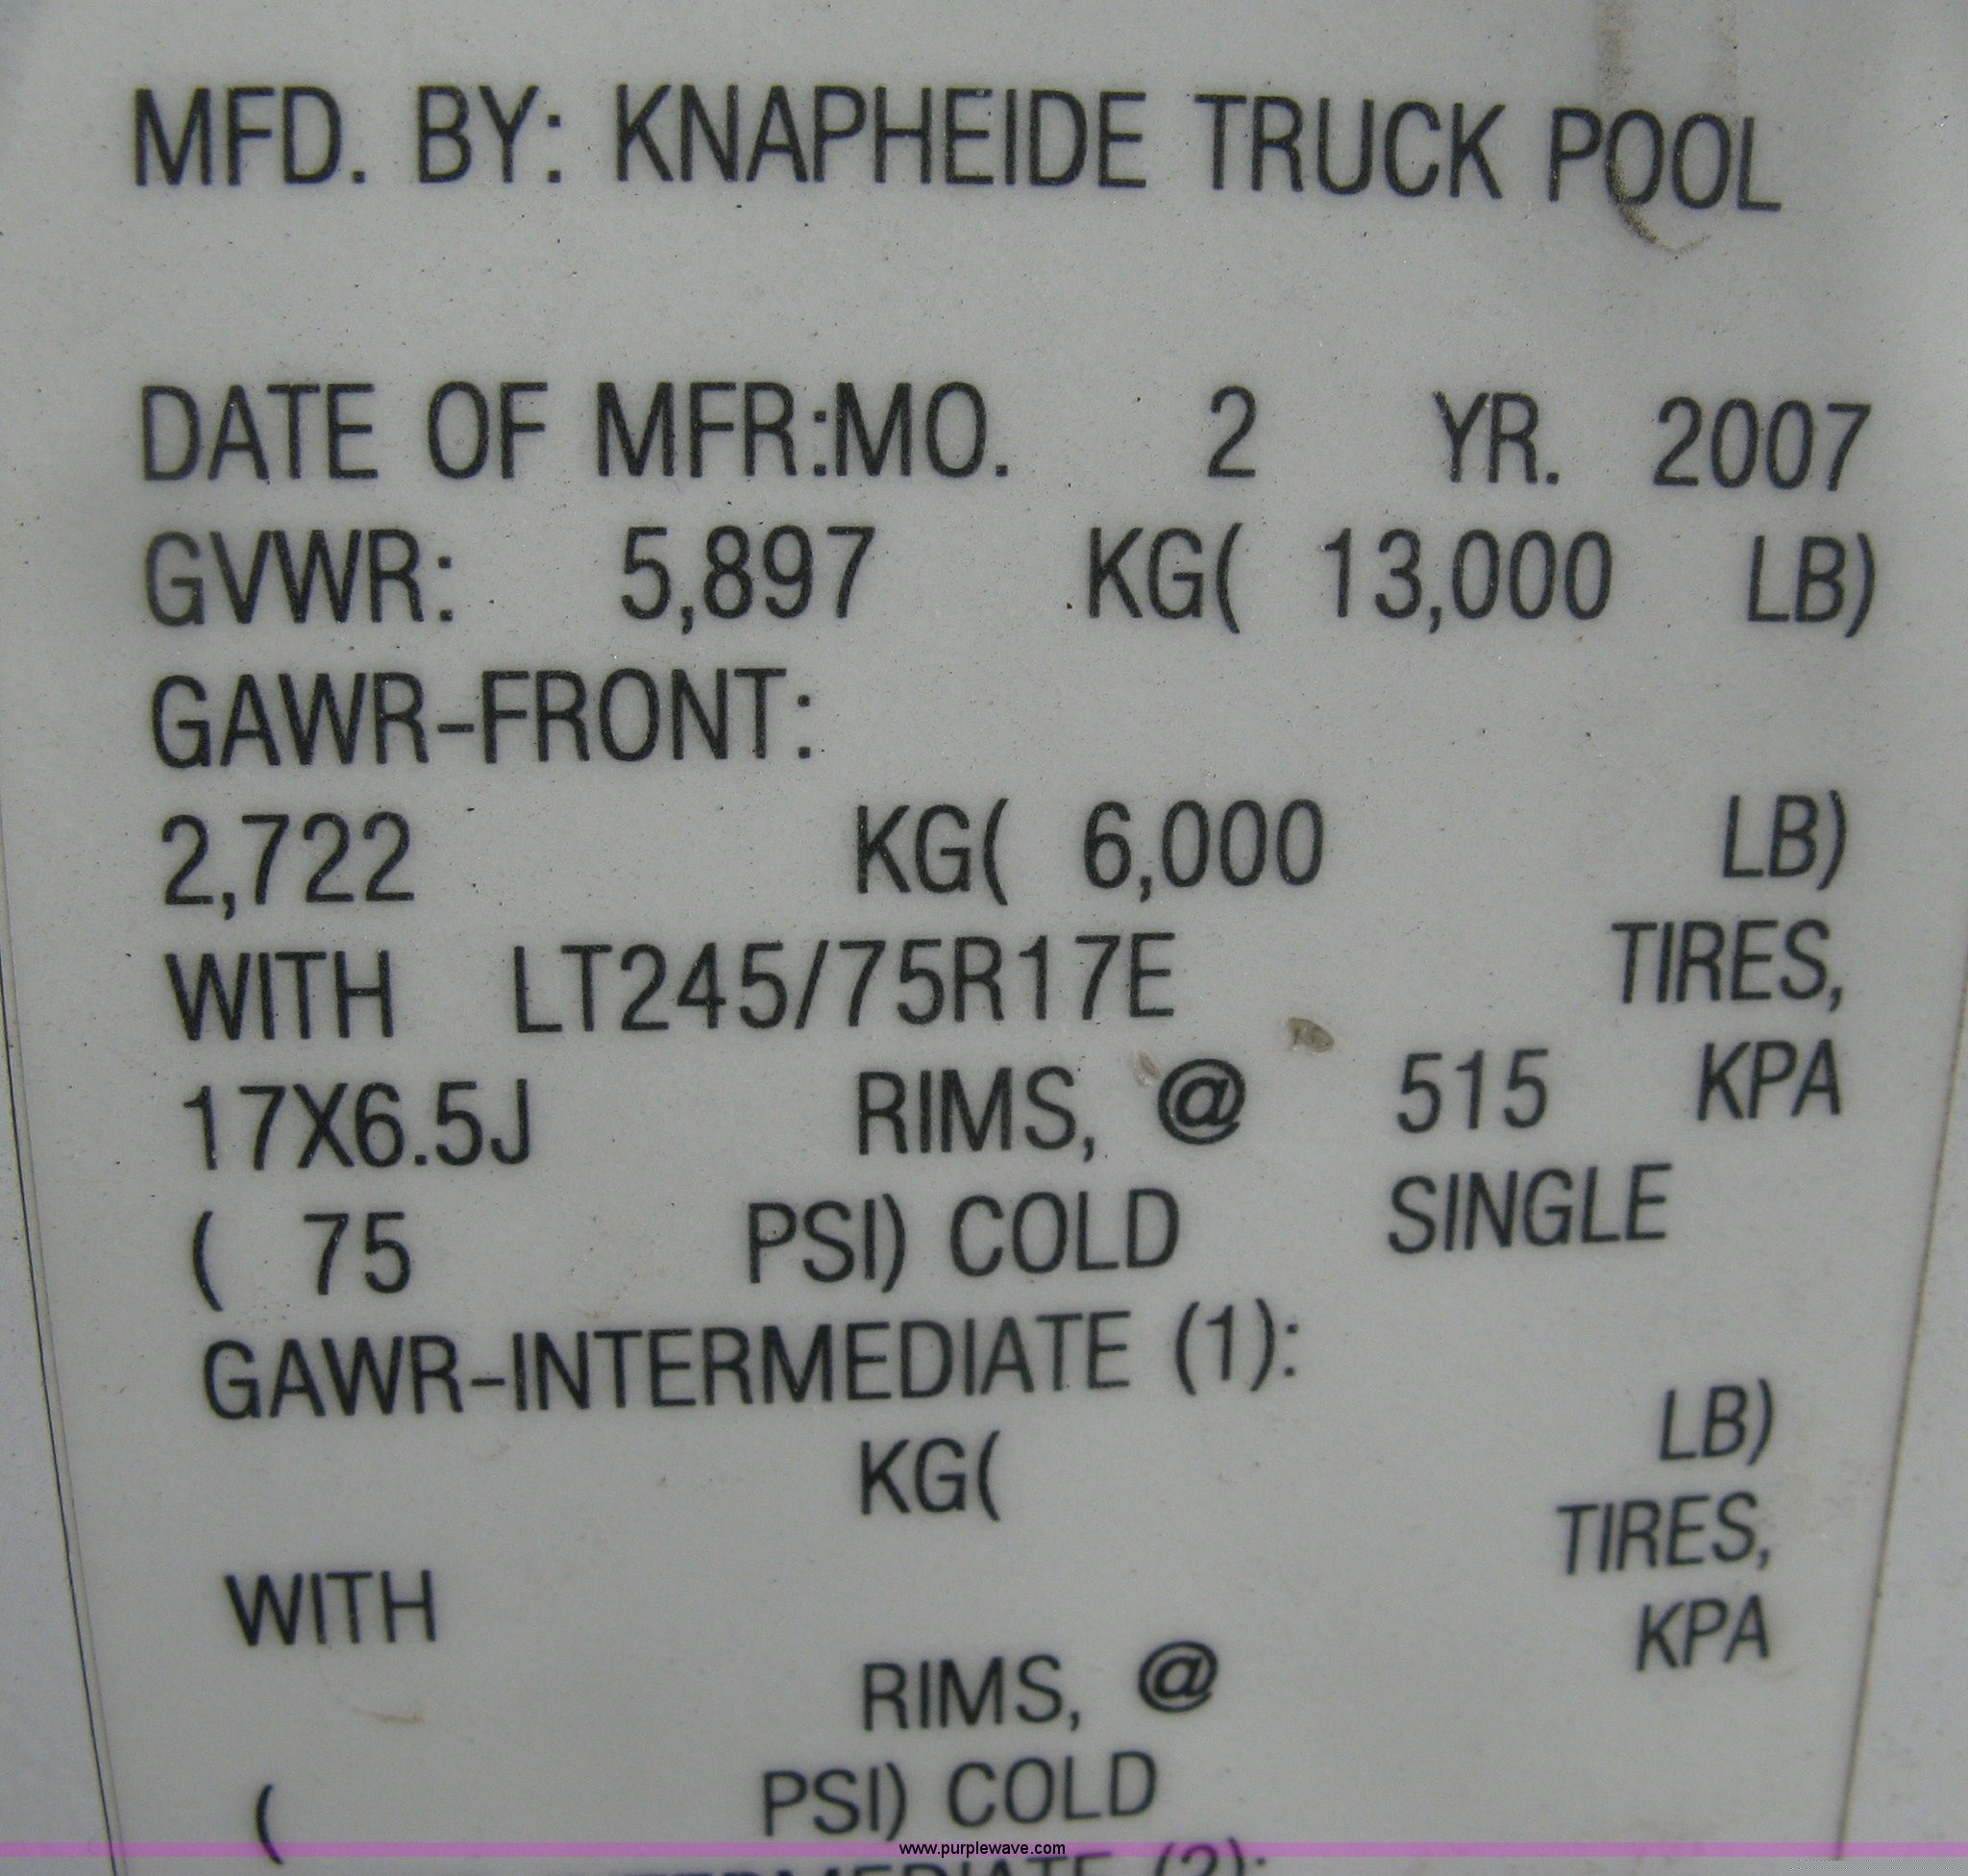 MFD. BY: KNAPHEIDE TRUCK POOL
DATE OF MFR:MO. 2 YR. 2007
GVWR: 5,897 KG( 13,000 LB)
GAWR-FRONT:
2,722 KG( 6,000 LB)
WITH LT245/75R17E TIRES,
17X6.5J RIMS, @ 515 KPA
( 75 PSI) COLD SINGLE
GAWR-INTERMEDIATE (1):
KG( LB)
WITH TIRES,
RIMS, @ KPA
( PSI) COLD
www.purplewave.com
INTERMEDIATE (2):